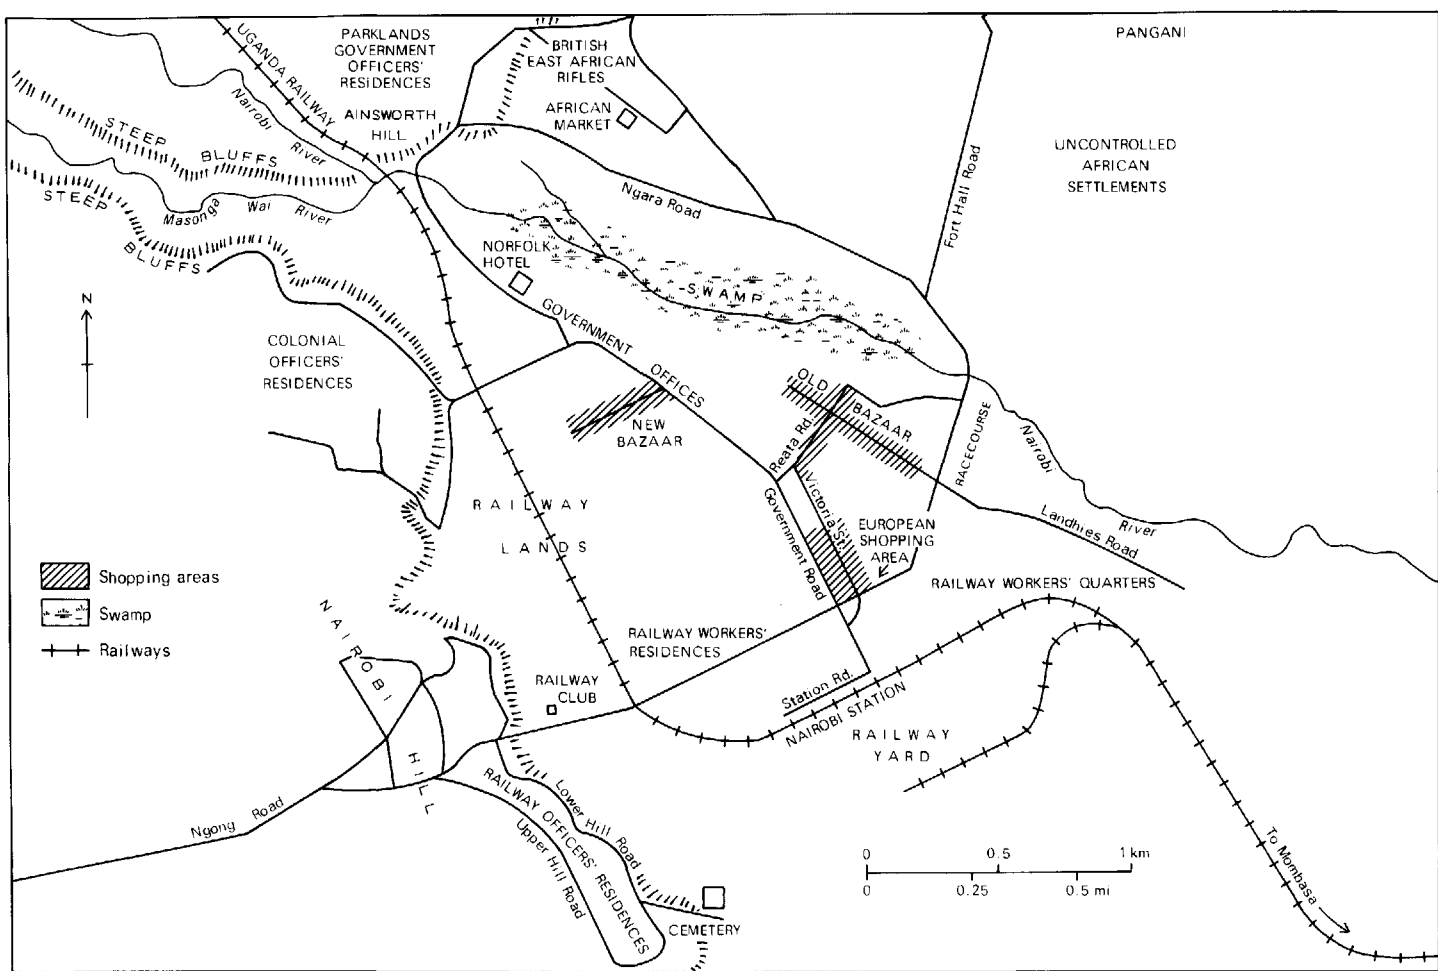 PARKLANDS
GOVERNMENT
OFFICERS'
RESIDENCES
UGANDA RAILWAY
BRITISH
EAST AFRICAN
RIFLES
PANGANI
AINSWORTH
HILL
AFRICAN
MARKET
Nairobi
River
STEEP
BLUFFS
UNCONTROLLED
AFRICAN
SETTLEMENTS
STEEP
BLUFFS
Masonga
Wai
River
Ngara Road
Fort Hall Road
NORFOLK
HOTEL
SWAMP
N
GOVERNMENT
OFFICES
COLONIAL
OFFICERS'
RESIDENCES
OLD
BAZAAR
NEW
BAZAAR
Reata Rd.
RACECOURSE
Nairobi
River
RAILWAY
LANDS
Victoria St.
Government Road
EUROPEAN
SHOPPING
AREA
Landhies Road
Shopping areas
Swamp
Railways
RAILWAY WORKERS' QUARTERS
NAIROBI
HILL
RAILWAY WORKERS'
RESIDENCES
RAILWAY
CLUB
Station Rd.
NAIROBI STATION
RAILWAY
YARD
Ngong Road
RAILWAY OFFICERS' RESIDENCES
Lower Hill Road
Upper Hill Road
CEMETERY
0 0.5 1 km
0 0.25 0.5 mi
To Mombasa